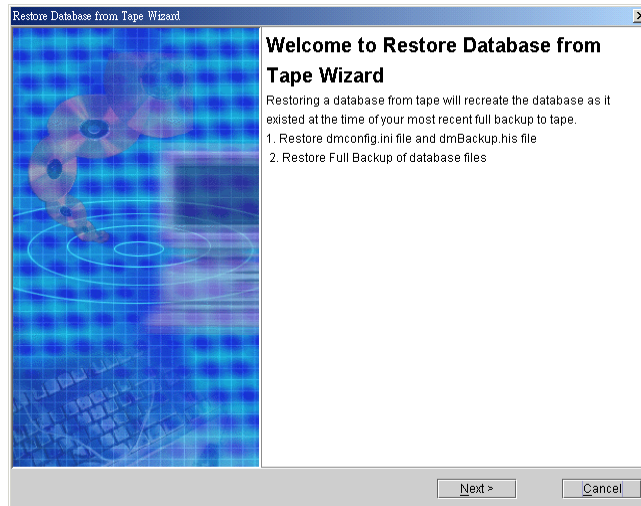 Restore Database from Tape Wizard
Welcome to Restore Database from
Tape Wizard
Restoring a database from tape will recreate the database as it
existed at the time of your most recent full backup to tape.
1. Restore dmconfig.ini file and dmBackup.his file
2. Restore Full Backup of database files
Next >
Cancel